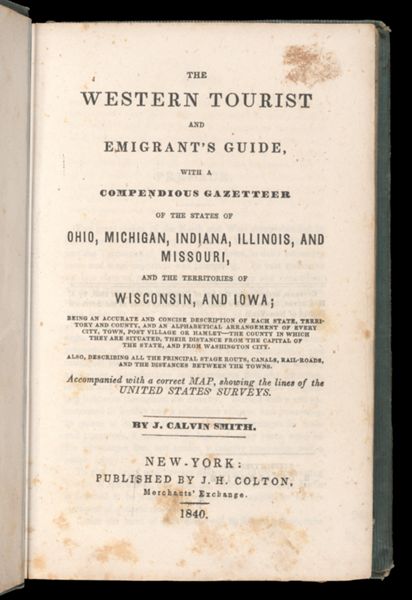 THE
WESTERN TOURIST
AND
EMIGRANT'S GUIDE,
WITH A
COMPENDIOUS GAZETTEER
OF THE STATES OF
OHIO, MICHIGAN, INDIANA, ILLINOIS, AND
MISSOURI,
AND THE TERRITORIES OF
WISCONSIN, AND IOWA;
BEING AN ACCURATE AND CONCISE DESCRIPTION OF EACH STATE, TERRI-
TORY AND COUNTY, AND AN ALPHABETICAL ARRANGEMENT OF EVERY
CITY, TOWN, POST VILLAGE OR HAMLET—THE COUNTY IN WHICH
THEY ARE SITUATED, THEIR DISTANCE FROM THE CAPITAL OF
THE STATE, AND FROM WASHINGTON CITY.
ALSO, DESCRIBING ALL THE PRINCIPAL STAGE ROUTS, CANALS, RAIL-ROADS,
AND THE DISTANCES BETWEEN THE TOWNS.
Accompanied with a correct MAP, showing the lines of the
UNITED STATES' SURVEYS.
BY J. CALVIN SMITH.
NEW-YORK:
PUBLISHED BY J. H. COLTON,
Merchants' Exchange.
1840.